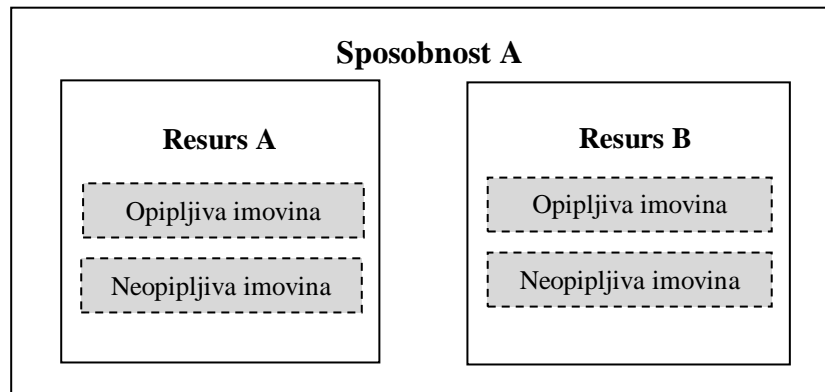 Sposobnost A
Resurs A
Opipljiva imovina
Neopipljiva imovina
Resurs B
Opipljiva imovina
Neopipljiva imovina